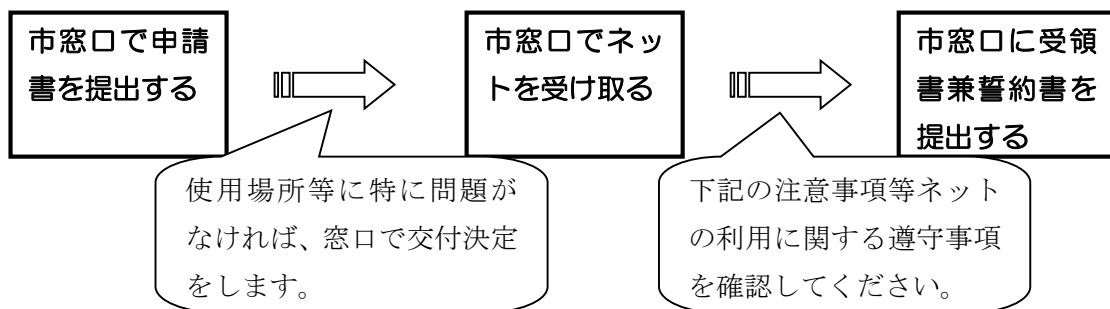 市窓口で申請
書を提出する
市窓口でネッ
トを受け取る
市窓口に受領
書兼誓約書を
提出する
使用場所等に特に問題が
なければ、窓口で交付決定
をします。
下記の注意事項等ネット
の利用に関する遵守事項
を確認してください。